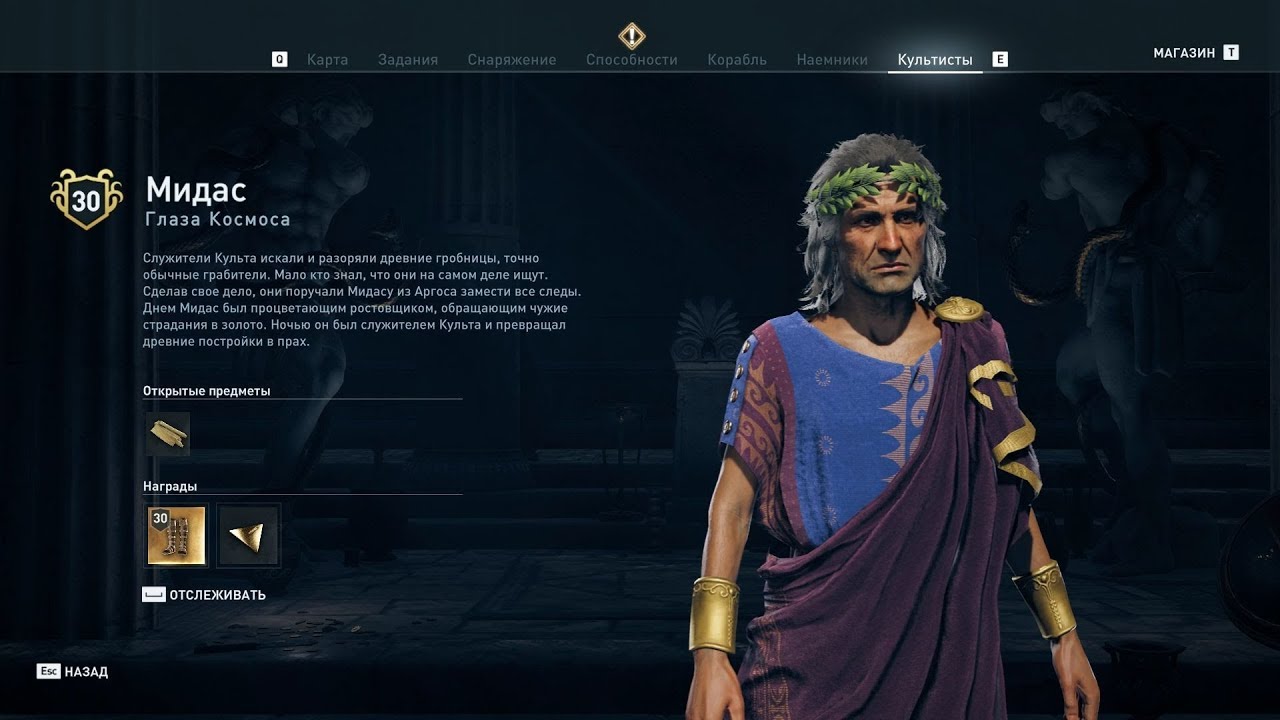 Q Карта Задания Снаряжение Способности Корабль Наемники Культисты E
МАГАЗИН T
30
Мидас
Глаза Космоса
Служители Культа искали и разоряли древние гробницы, точно
обычные грабители. Мало кто знал, что они на самом деле ищут.
Сделав свое дело, они поручали Мидасу из Аргоса замести все следы.
Днем Мидас был процветающим ростовщиком, обращающим чужие
страдания в золото. Ночью он был служителем Культа и превращал
древние постройки в прах.
Открытые предметы
Награды
30
ОТСЛЕЖИВАТЬ
Esc НАЗАД